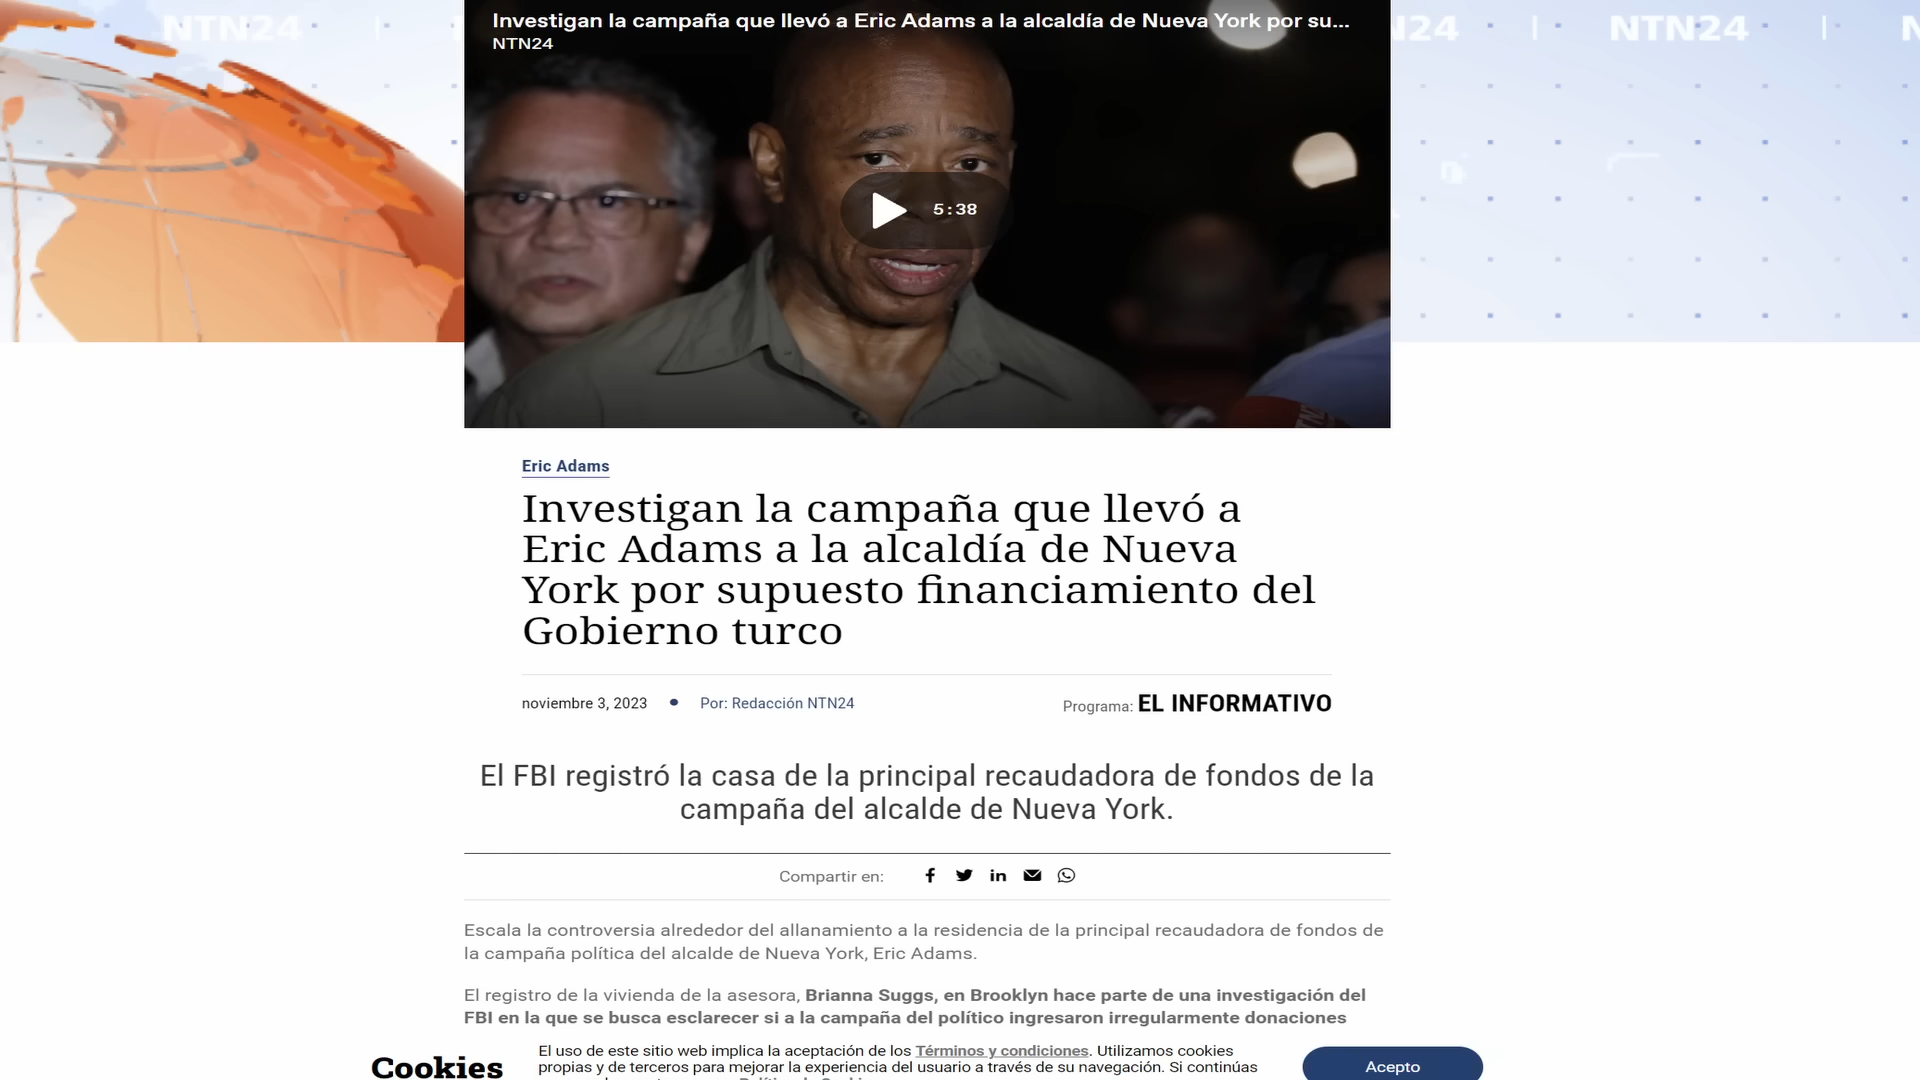 NTN24
N24
NTN24
N
Investigan la campaña que llevó a Eric Adams a la alcaldía de Nueva York por su...
NTN24
5:38
Eric Adams
Investigan la campaña que llevó a
Eric Adams a la alcaldía de Nueva
York por supuesto financiamiento del
Gobierno turco
noviembre 3, 2023 • Por: Redacción NTN24
Programa: EL INFORMATIVO
El FBI registró la casa de la principal recaudadora de fondos de la
campaña del alcalde de Nueva York.
Compartir en:
Escala la controversia alrededor del allanamiento a la residencia de la principal recaudadora de fondos de
la campaña política del alcalde de Nueva York, Eric Adams.
El registro de la vivienda de la asesora, Brianna Suggs, en Brooklyn hace parte de una investigación del
FBI en la que se busca esclarecer si a la campaña del político ingresaron irregularmente donaciones
Cookies
El uso de este sitio web implica la aceptación de los Términos y condiciones. Utilizamos cookies
propias y de terceros para mejorar la experiencia del usuario a través de su navegación. Si continúas
Acepto